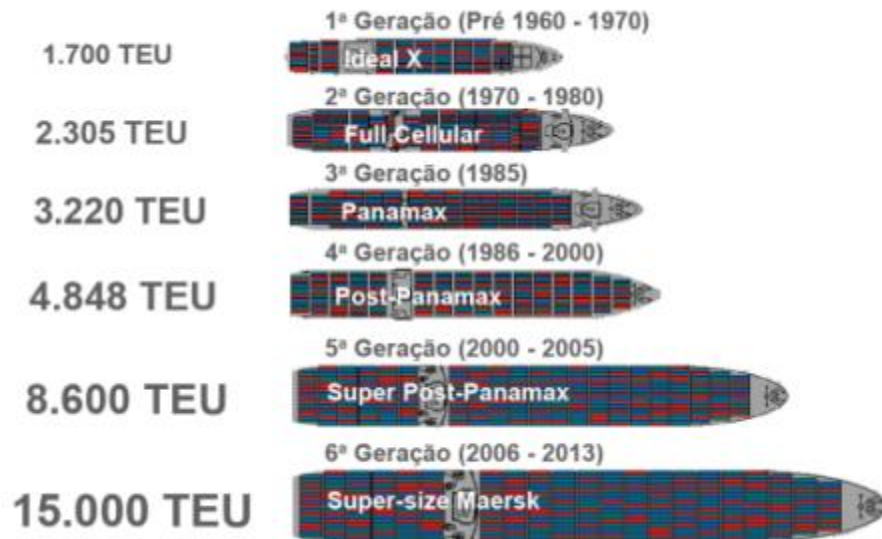 1ª Geração (Pré 1960 - 1970)
1.700 TEU
Ideal X
2ª Geração (1970 - 1980)
2.305 TEU
Full Cellular
3ª Geração (1985)
3.220 TEU
Panamax
4ª Geração (1986 - 2000)
4.848 TEU
Post-Panamax
5ª Geração (2000 - 2005)
8.600 TEU
Super Post-Panamax
6ª Geração (2006 - 2013)
15.000 TEU
Super-size Maersk